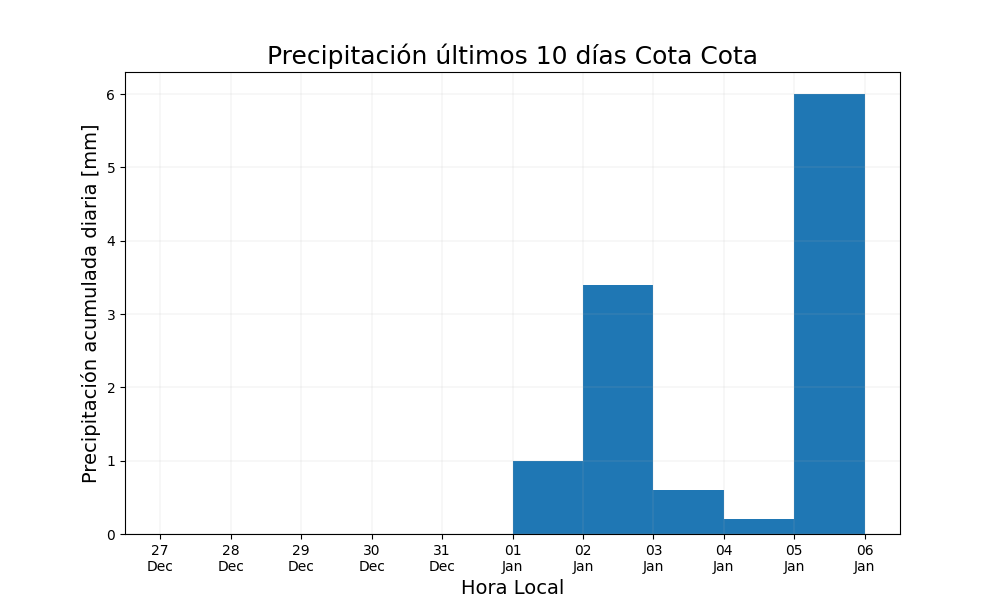 Precipitación últimos 10 días Cota Cota
Precipitación acumulada diaria [mm]
6
5
4
3
2
1
0
27 28 29 30 31 01 02 03 04 05 06
Dec Dec Dec Dec Dec Jan Jan Jan Jan Jan Jan
Hora Local